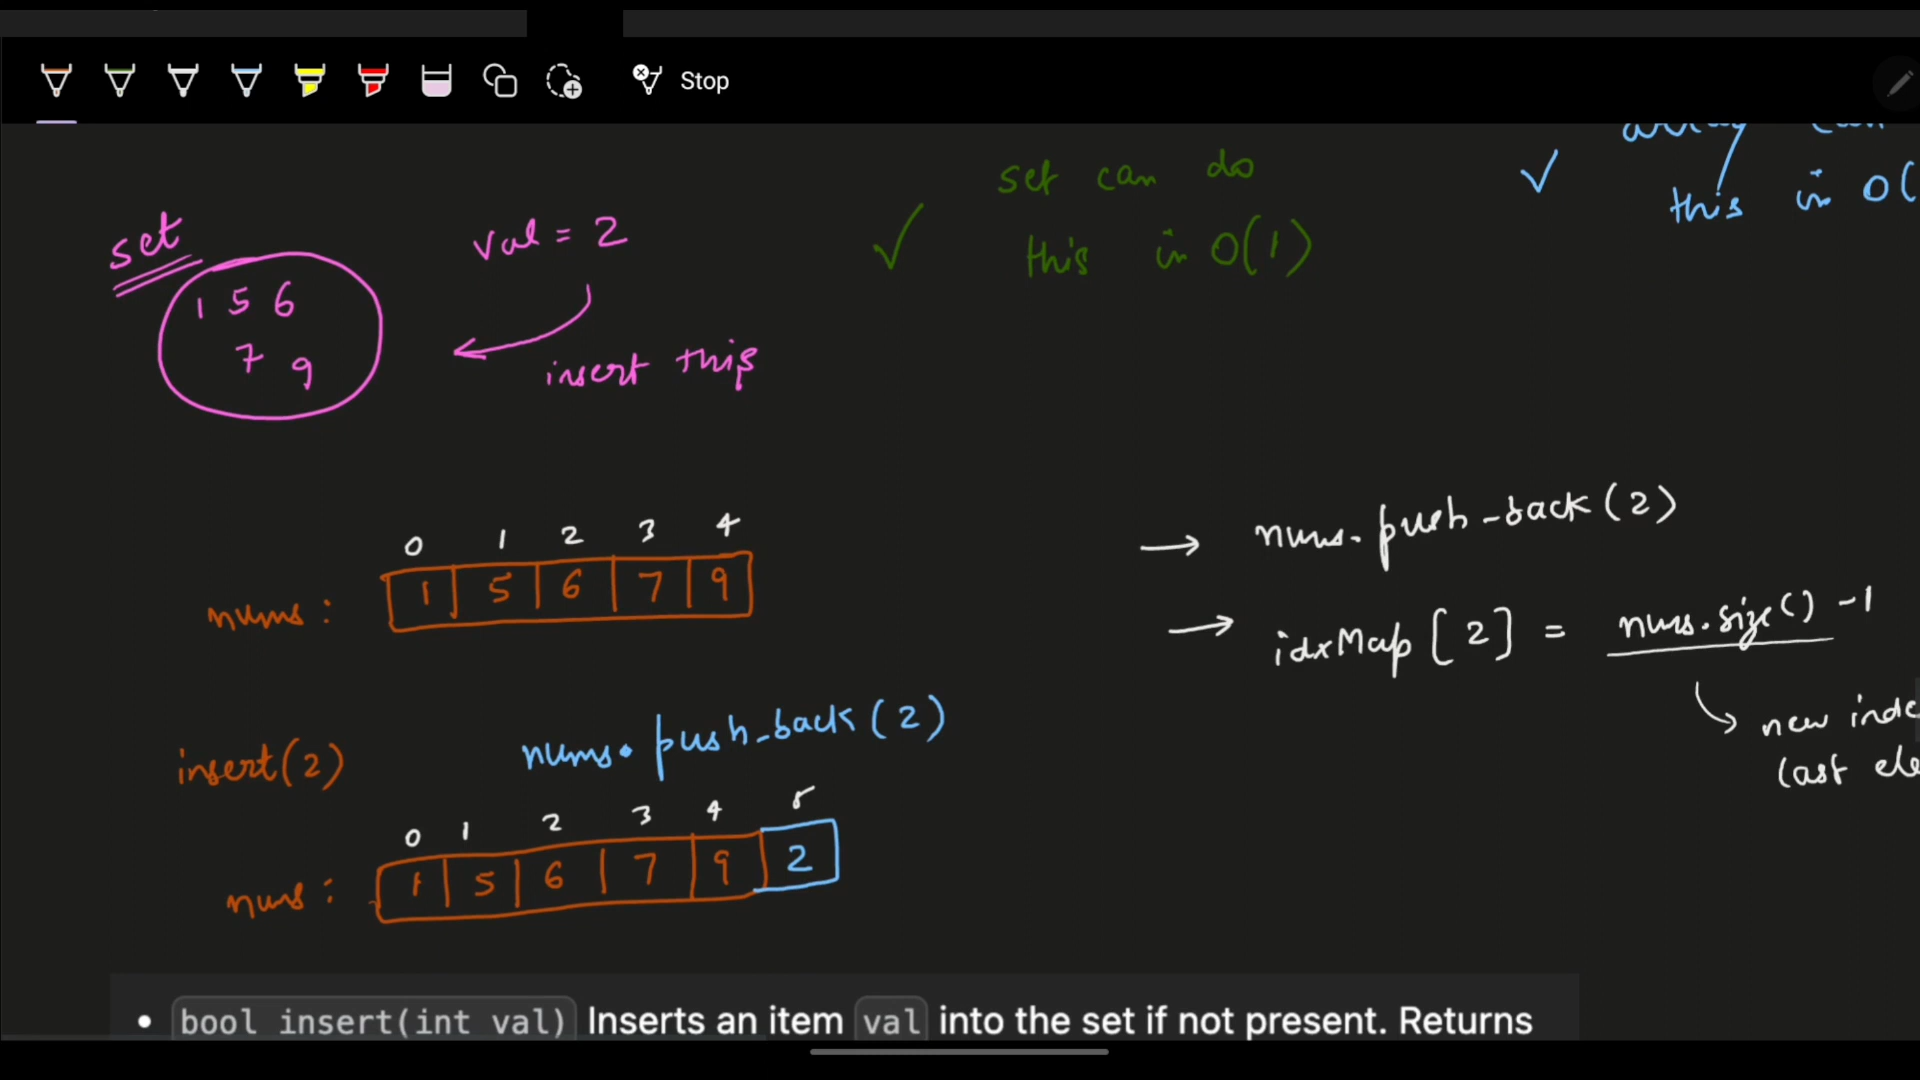 Stop
array
this in O(
set can do
this in O(1)
set
val = 2
1 5 6
7 9
insert this
nums.push_back(2)
0 1 2 3 4
nums: 1 5 6 7 9
idxMap[2] = nums.size() -1
new inde
last ele
insert(2)
nums.push_back(2)
0 1 2 3 4 5
nums: 1 5 6 7 9 2
• bool insert(int val) Inserts an item val into the set if not present. Returns